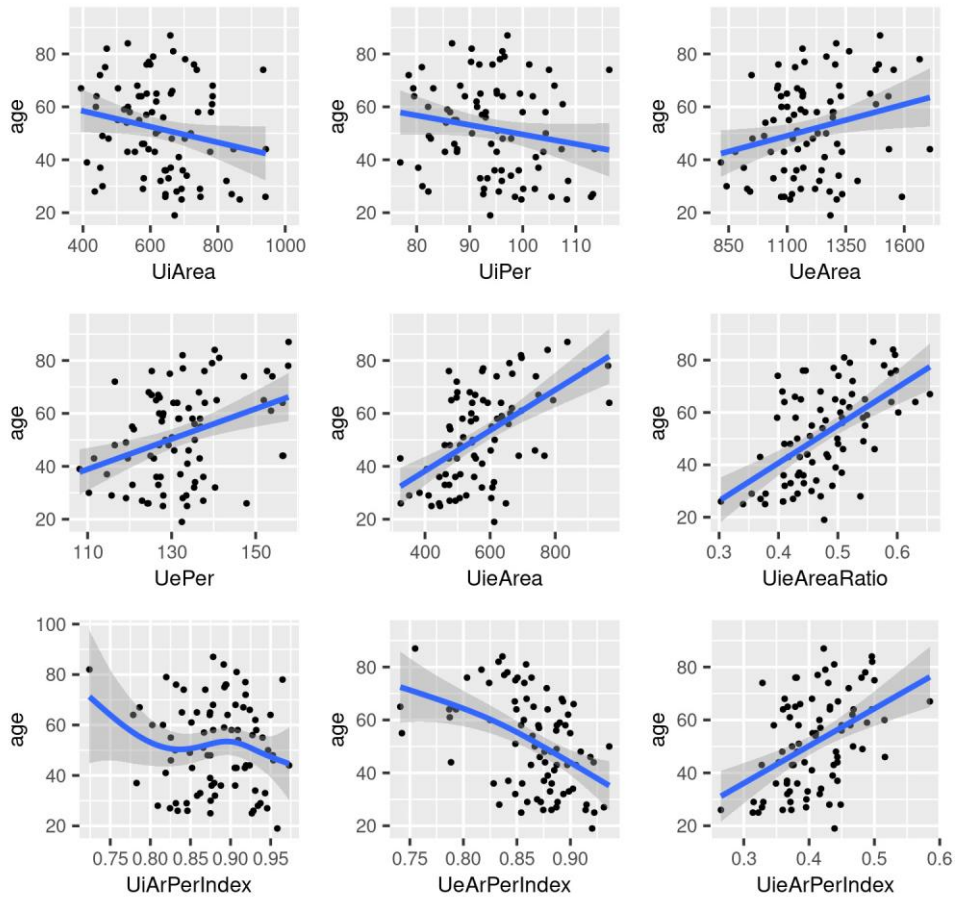 age
80
60
40
20
400 600 800 1000
UiArea
age
80
60
40
20
80 90 100 110
UiPer
age
80
60
40
20
850 1100 1350 1600
UeArea
age
80
60
40
20
110 130 150
UePer
age
80
60
40
20
400 600 800
UieArea
age
80
60
40
20
0.3 0.4 0.5 0.6
UieAreaRatio
age
100
80
60
40
20
0.75 0.80 0.85 0.90 0.95
UiArPerIndex
age
80
60
40
20
0.75 0.80 0.85 0.90
UeArPerIndex
age
80
60
40
20
0.3 0.4 0.5 0.6
UieArPerIndex